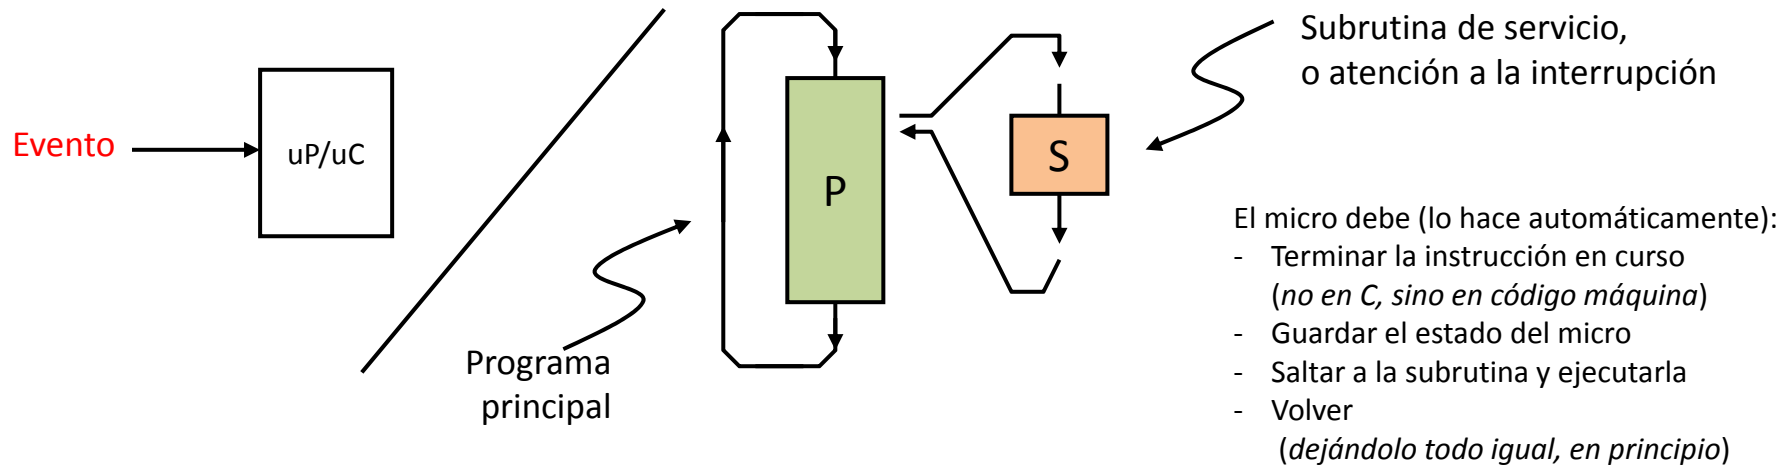 Evento
uP/uC
Programa
principal
P
S
Subrutina de servicio,
o atención a la interrupción
El micro debe (lo hace automáticamente):
- Terminar la instrucción en curso
(no en C, sino en código máquina)
- Guardar el estado del micro
- Saltar a la subrutina y ejecutarla
- Volver
(dejándolo todo igual, en principio)